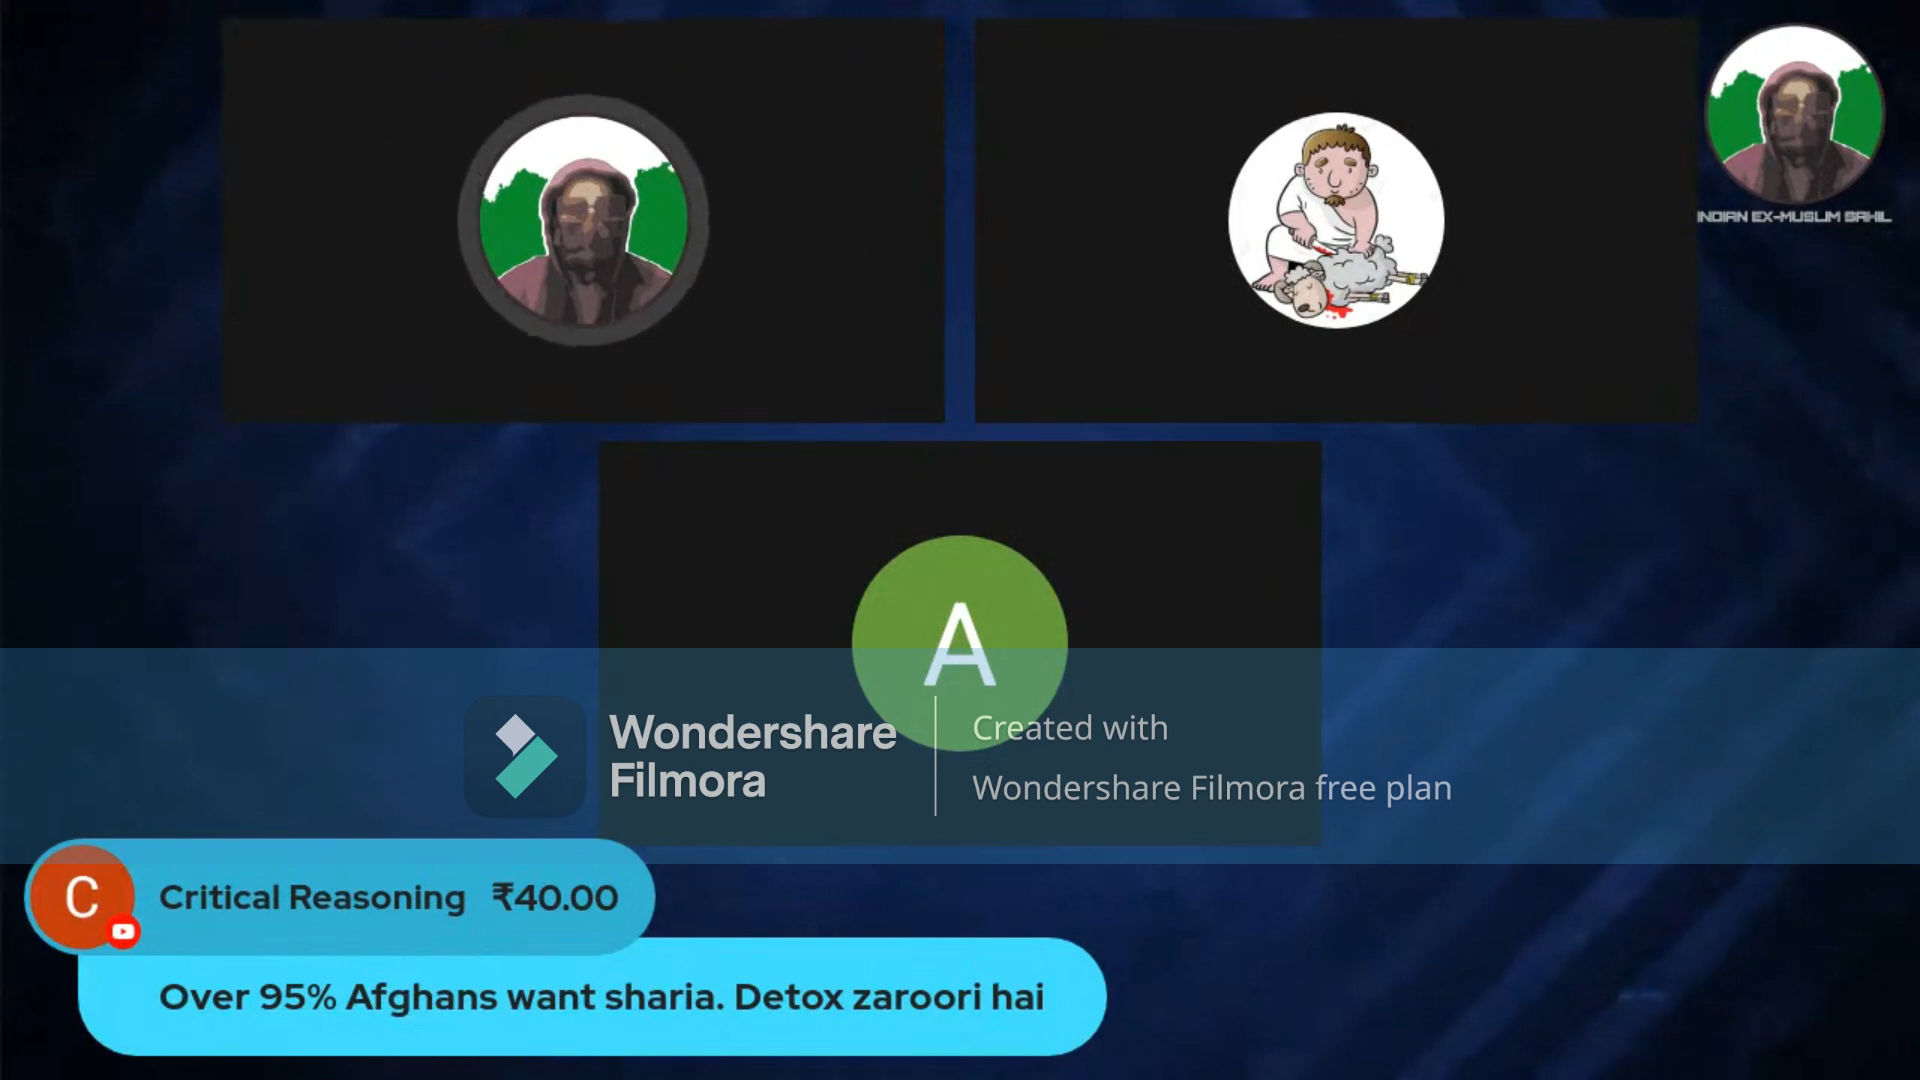 INDIAN EX-MUSLIM SAHIL
A
Wondershare
Filmora
Created with
Wondershare Filmora free plan
C
Critical Reasoning ₹40.00
Over 95% Afghans want sharia. Detox zaroori hai